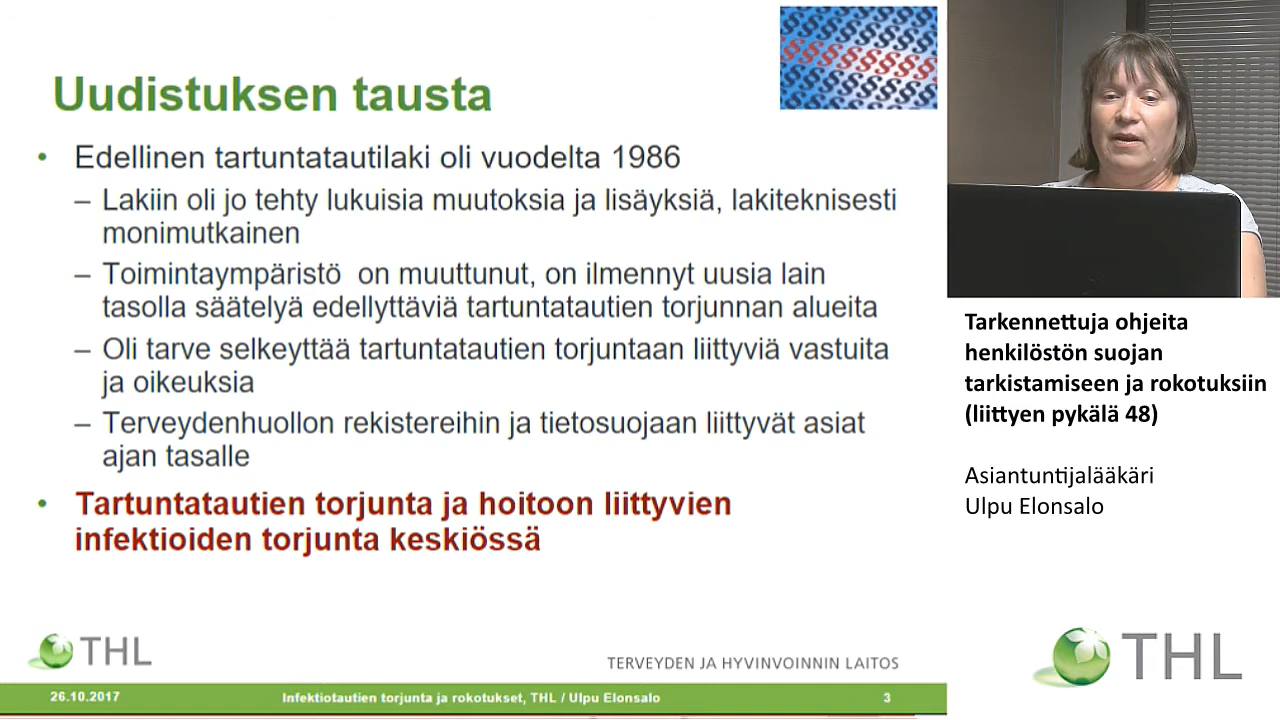 Uudistuksen tausta
• Edellinen tartuntatautilaki oli vuodelta 1986
– Lakiin oli jo tehty lukuisia muutoksia ja lisäyksiä, lakiteknisesti
monimutkainen
– Toimintaympäristö on muuttunut, on ilmennyt uusia lain
tasolla säätelyä edellyttäviä tartuntatautien torjunnan alueita
– Oli tarve selkeyttää tartuntatautien torjuntaan liittyviä vastuita
ja oikeuksia
– Terveydenhuollon rekistereihin ja tietosuojaan liittyvät asiat
ajan tasalle
• Tartuntatautien torjunta ja hoitoon liittyvien
infektioiden torjunta keskiössä
THL
TERVEYDEN JA HYVINVOINNIN LAITOS
26.10.2017
Infektiotautien torjunta ja rokotukset, THL / Ulpu Elonsalo
3
Tarkennettuja ohjeita
henkilöstön suojan
tarkistamiseen ja rokotuksiin
(liittyen pykälä 48)
Asiantuntijalääkäri
Ulpu Elonsalo
THL